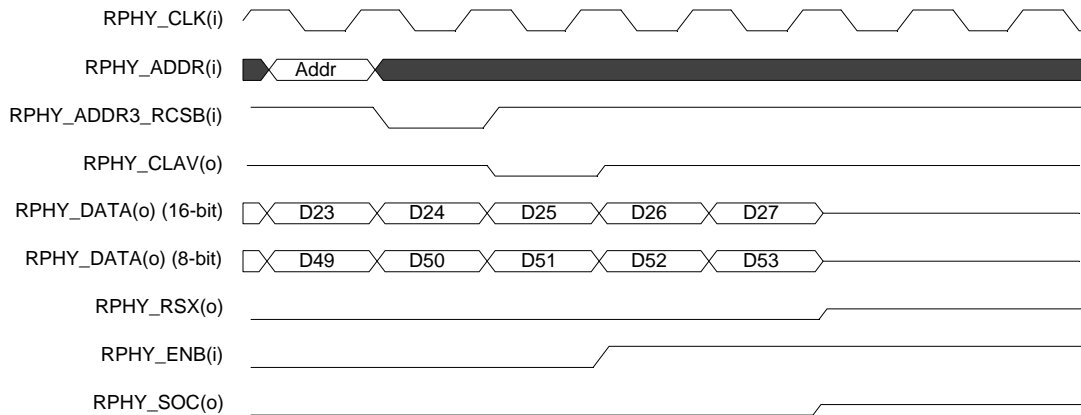 RPHY_CLK(i)
RPHY_ADDR(i) Addr
RPHY_ADDR3_RCSB(i)
RPHY_CLAV(o)
RPHY_DATA(o) (16-bit) D23 D24 D25 D26 D27
RPHY_DATA(o) (8-bit) D49 D50 D51 D52 D53
RPHY_RSX(o)
RPHY_ENB(i)
RPHY_SOC(o)